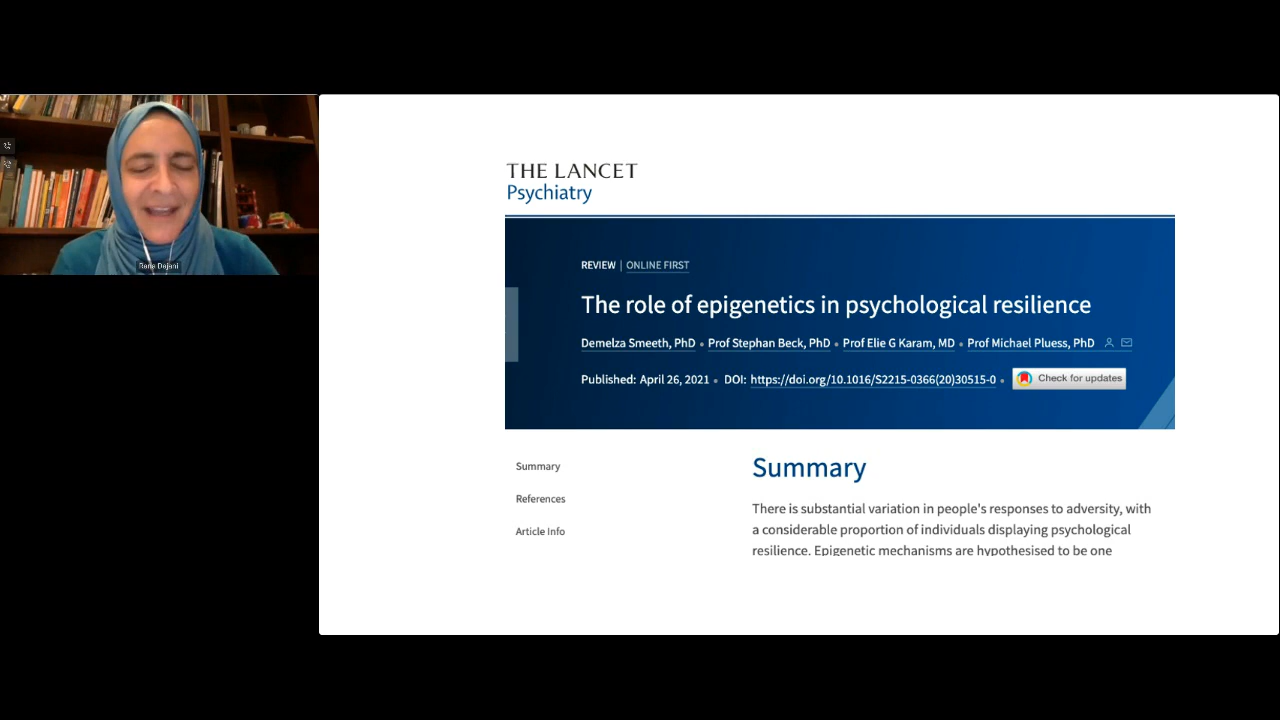 Rana Dajani
THE LANCET
Psychiatry
REVIEW | ONLINE FIRST
The role of epigenetics in psychological resilience
Demelza Smeeth, PhD • Prof Stephan Beck, PhD • Prof Elie G Karam, MD • Prof Michael Pluess, PhD
Published: April 26, 2021 • DOI: https://doi.org/10.1016/S2215-0366(20)30515-0 •
Check for updates
Summary
References
Article Info
Summary
There is substantial variation in people's responses to adversity, with
a considerable proportion of individuals displaying psychological
resilience. Epigenetic mechanisms are hypothesised to be one